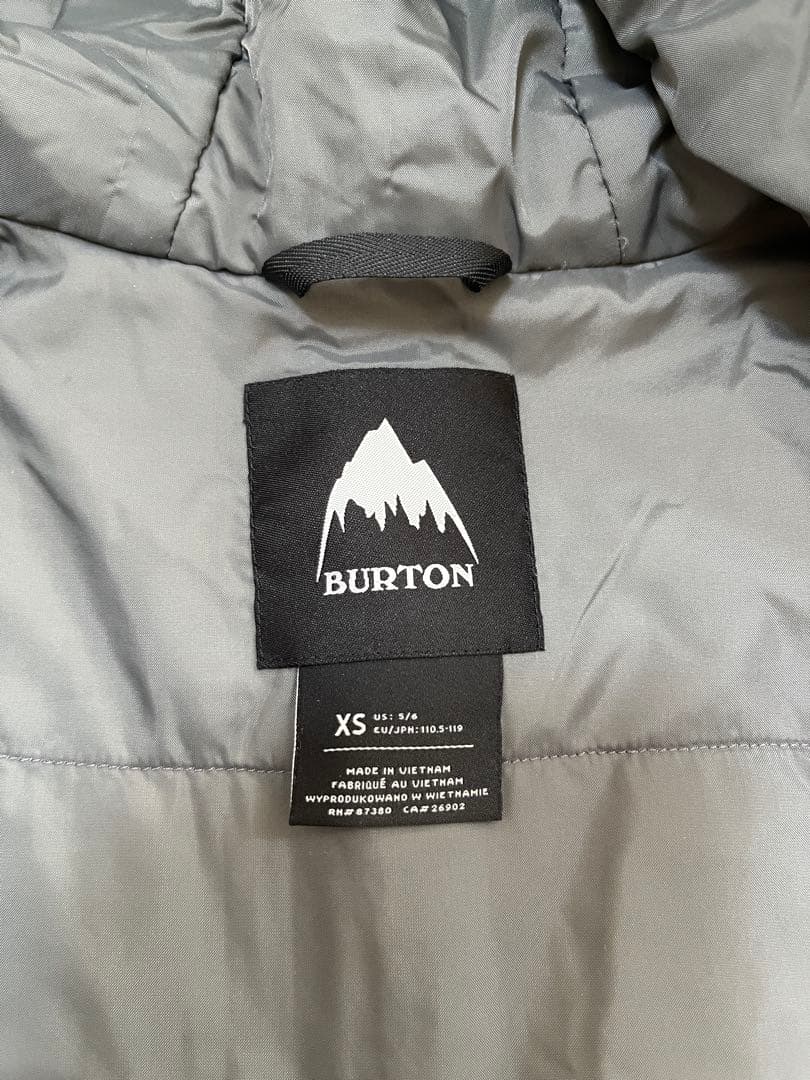 BURTON
XS US: 5/6
EU/JPN: 110.5-119
MADE IN VIETNAM
FABRIQUÉ AU VIETNAM
WYPRODUKOWANO W WIETNAMIE
RN#87380 CA#26902